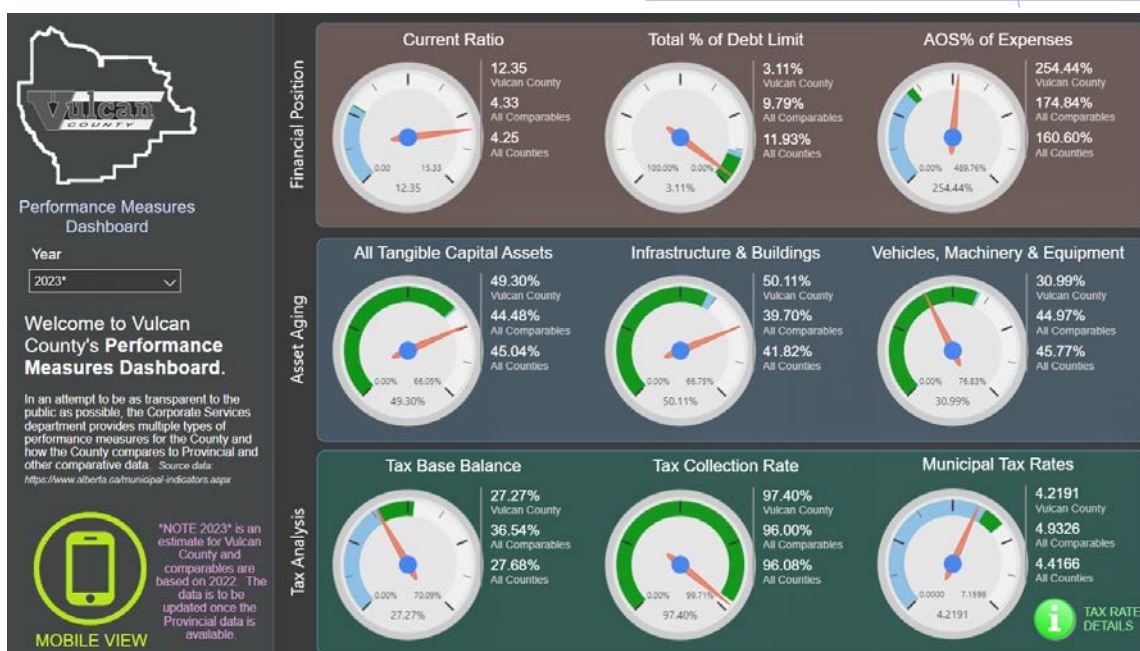 Vulcan
COUNTY
Performance Measures
Dashboard
Year
2023*
Welcome to Vulcan
County's Performance
Measures Dashboard.
In an attempt to be as transparent to the
public as possible, the Corporate Services
department provides multiple types of
performance measures for the County and
how the County compares to Provincial and
other comparative data. Source data:
https://www.alberta.ca/municipal-indicators.aspx
*NOTE 2023* is an
estimate for Vulcan
County and
comparables are
based on 2022. The
data is to be
updated once the
Provincial data is
available.
MOBILE VIEW
Financial Position
Current Ratio
12.35
Vulcan County
4.33
All Comparables
4.25
All Counties
0.00 15.33
12.35
Total % of Debt Limit
3.11%
Vulcan County
9.79%
All Comparables
11.93%
All Counties
100.00% 0.00%
3.11%
AOS% of Expenses
254.44%
Vulcan County
174.84%
All Comparables
160.60%
All Counties
0.00% 489.76%
254.44%
Asset Aging
All Tangible Capital Assets
49.30%
Vulcan County
44.48%
All Comparables
45.04%
All Counties
0.00% 66.05%
49.30%
Infrastructure & Buildings
50.11%
Vulcan County
39.70%
All Comparables
41.82%
All Counties
0.00% 66.75%
50.11%
Vehicles, Machinery & Equipment
30.99%
Vulcan County
44.97%
All Comparables
45.77%
All Counties
0.00% 76.83%
30.99%
Tax Analysis
Tax Base Balance
27.27%
Vulcan County
36.54%
All Comparables
27.68%
All Counties
0.00% 70.09%
27.27%
Tax Collection Rate
97.40%
Vulcan County
96.00%
All Comparables
96.08%
All Counties
0.00% 99.71%
97.40%
Municipal Tax Rates
4.2191
Vulcan County
4.9326
All Comparables
4.4166
All Counties
0.0000 7.1598
4.2191
i
TAX RATE
DETAILS